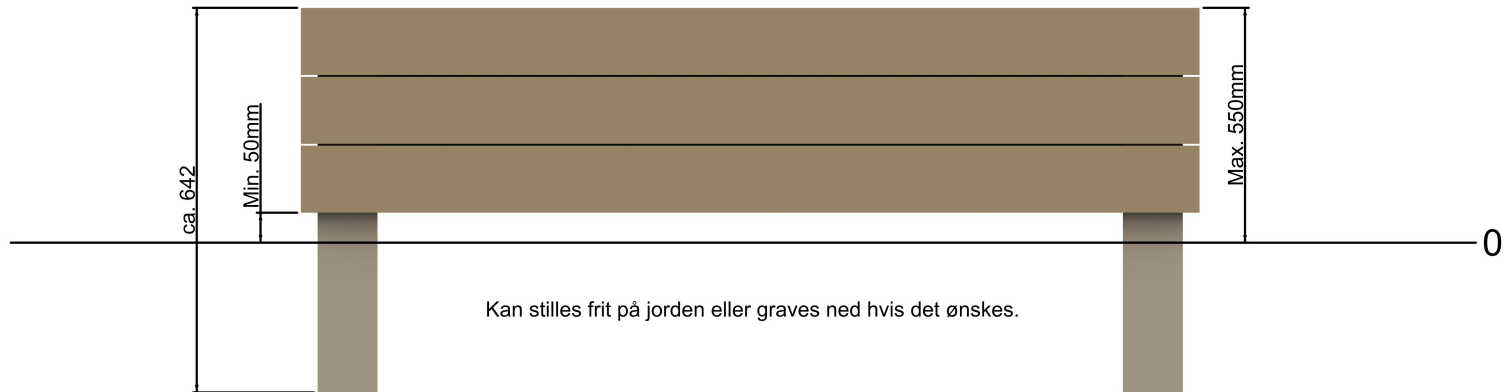 ca. 642
Min. 50mm
Max. 550mm
0
Kan stilles frit på jorden eller graves ned hvis det ønskes.